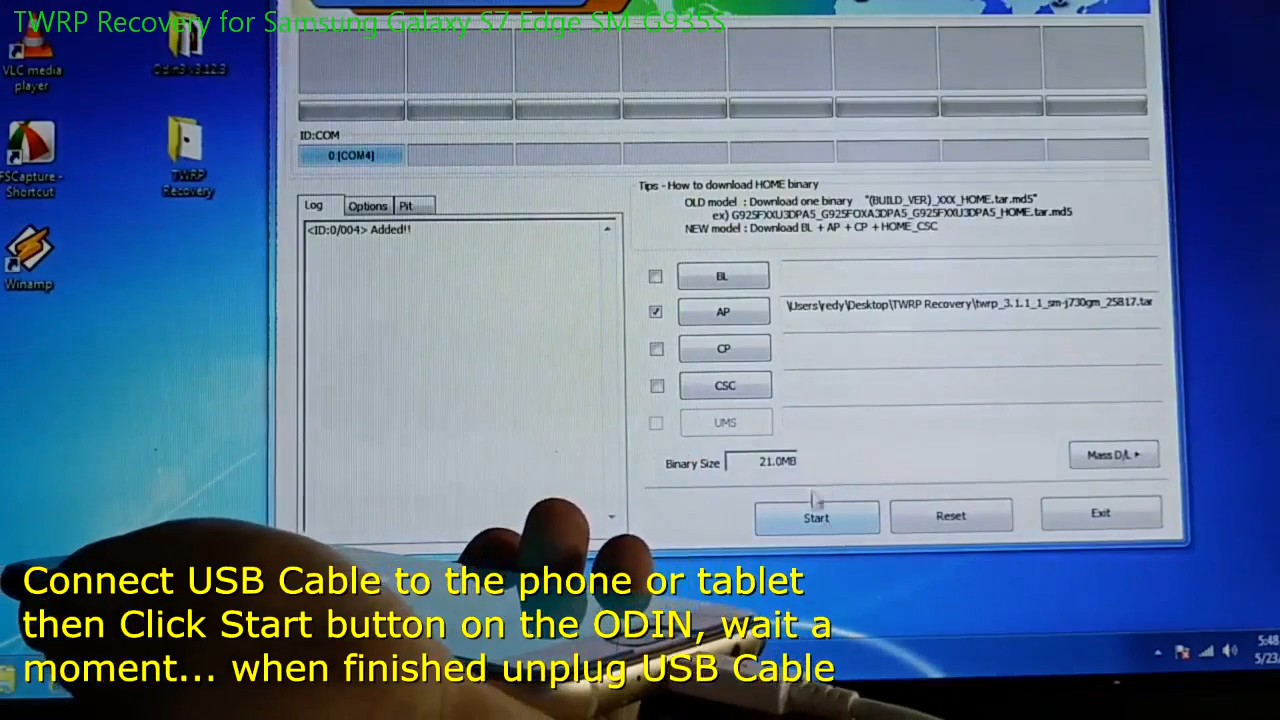 TWRP Recovery for Samsung Galaxy S7 Edge SM-G935S
VLC media
player
Odin3 v3.12.3
FSCapture -
Shortcut
TWRP
Recovery
Winamp
ID:COM
0:[COM4]
Log
Options
Pit
<ID:0/004> Added!!
Tips - How to download HOME binary
OLD model : Download one binary "(BUILD_VER)_XXX_HOME.tar.md5"
ex) G925FXXU3DPA5_G925FOXA3DPA5_G925FXXU3DPA5_HOME.tar.md5
NEW model : Download BL + AP + CP + HOME_CSC
BL
AP
\Users\redy\Desktop\TWRP Recovery\twrp_3.1.1_1_sm-j730gm_25817.tar
CP
CSC
UMS
Binary Size
21.0MB
Mass D/L
Start
Reset
Exit
Connect USB Cable to the phone or tablet
then Click Start button on the ODIN, wait a
moment... when finished unplug USB Cable
5:48
5/23/